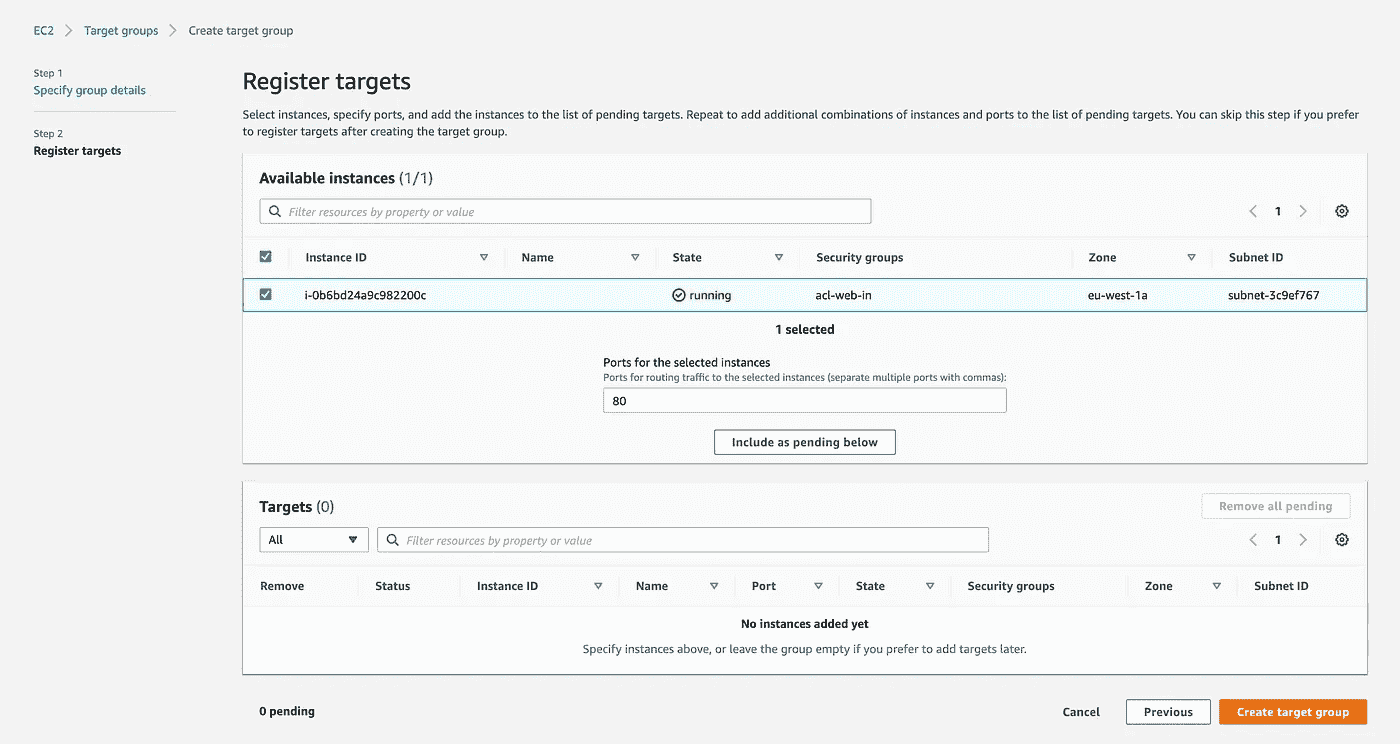 EC2 Target groups Create target group
Step 1
Specify group details
Step 2
Register targets
Register targets
Select instances, specify ports, and add the instances to the list of pending targets. Repeat to add additional combinations of instances and ports to the list of pending targets. You can skip this step if you prefer
to register targets after creating the target group.
Available instances (1/1)
Filter resources by property or value
1
Instance ID Name State Security groups Zone Subnet ID
i-0b6bd24a9c982200c running acl-web-in eu-west-1a subnet-3c9ef767
1 selected
Ports for the selected instances
Ports for routing traffic to the selected instances (separate multiple ports with commas):
80
Include as pending below
Targets (0)
Remove all pending
All
Filter resources by property or value
1
Remove Status Instance ID Name Port State Security groups Zone Subnet ID
No instances added yet
Specify instances above, or leave the group empty if you prefer to add targets later.
0 pending
Cancel
Previous
Create target group